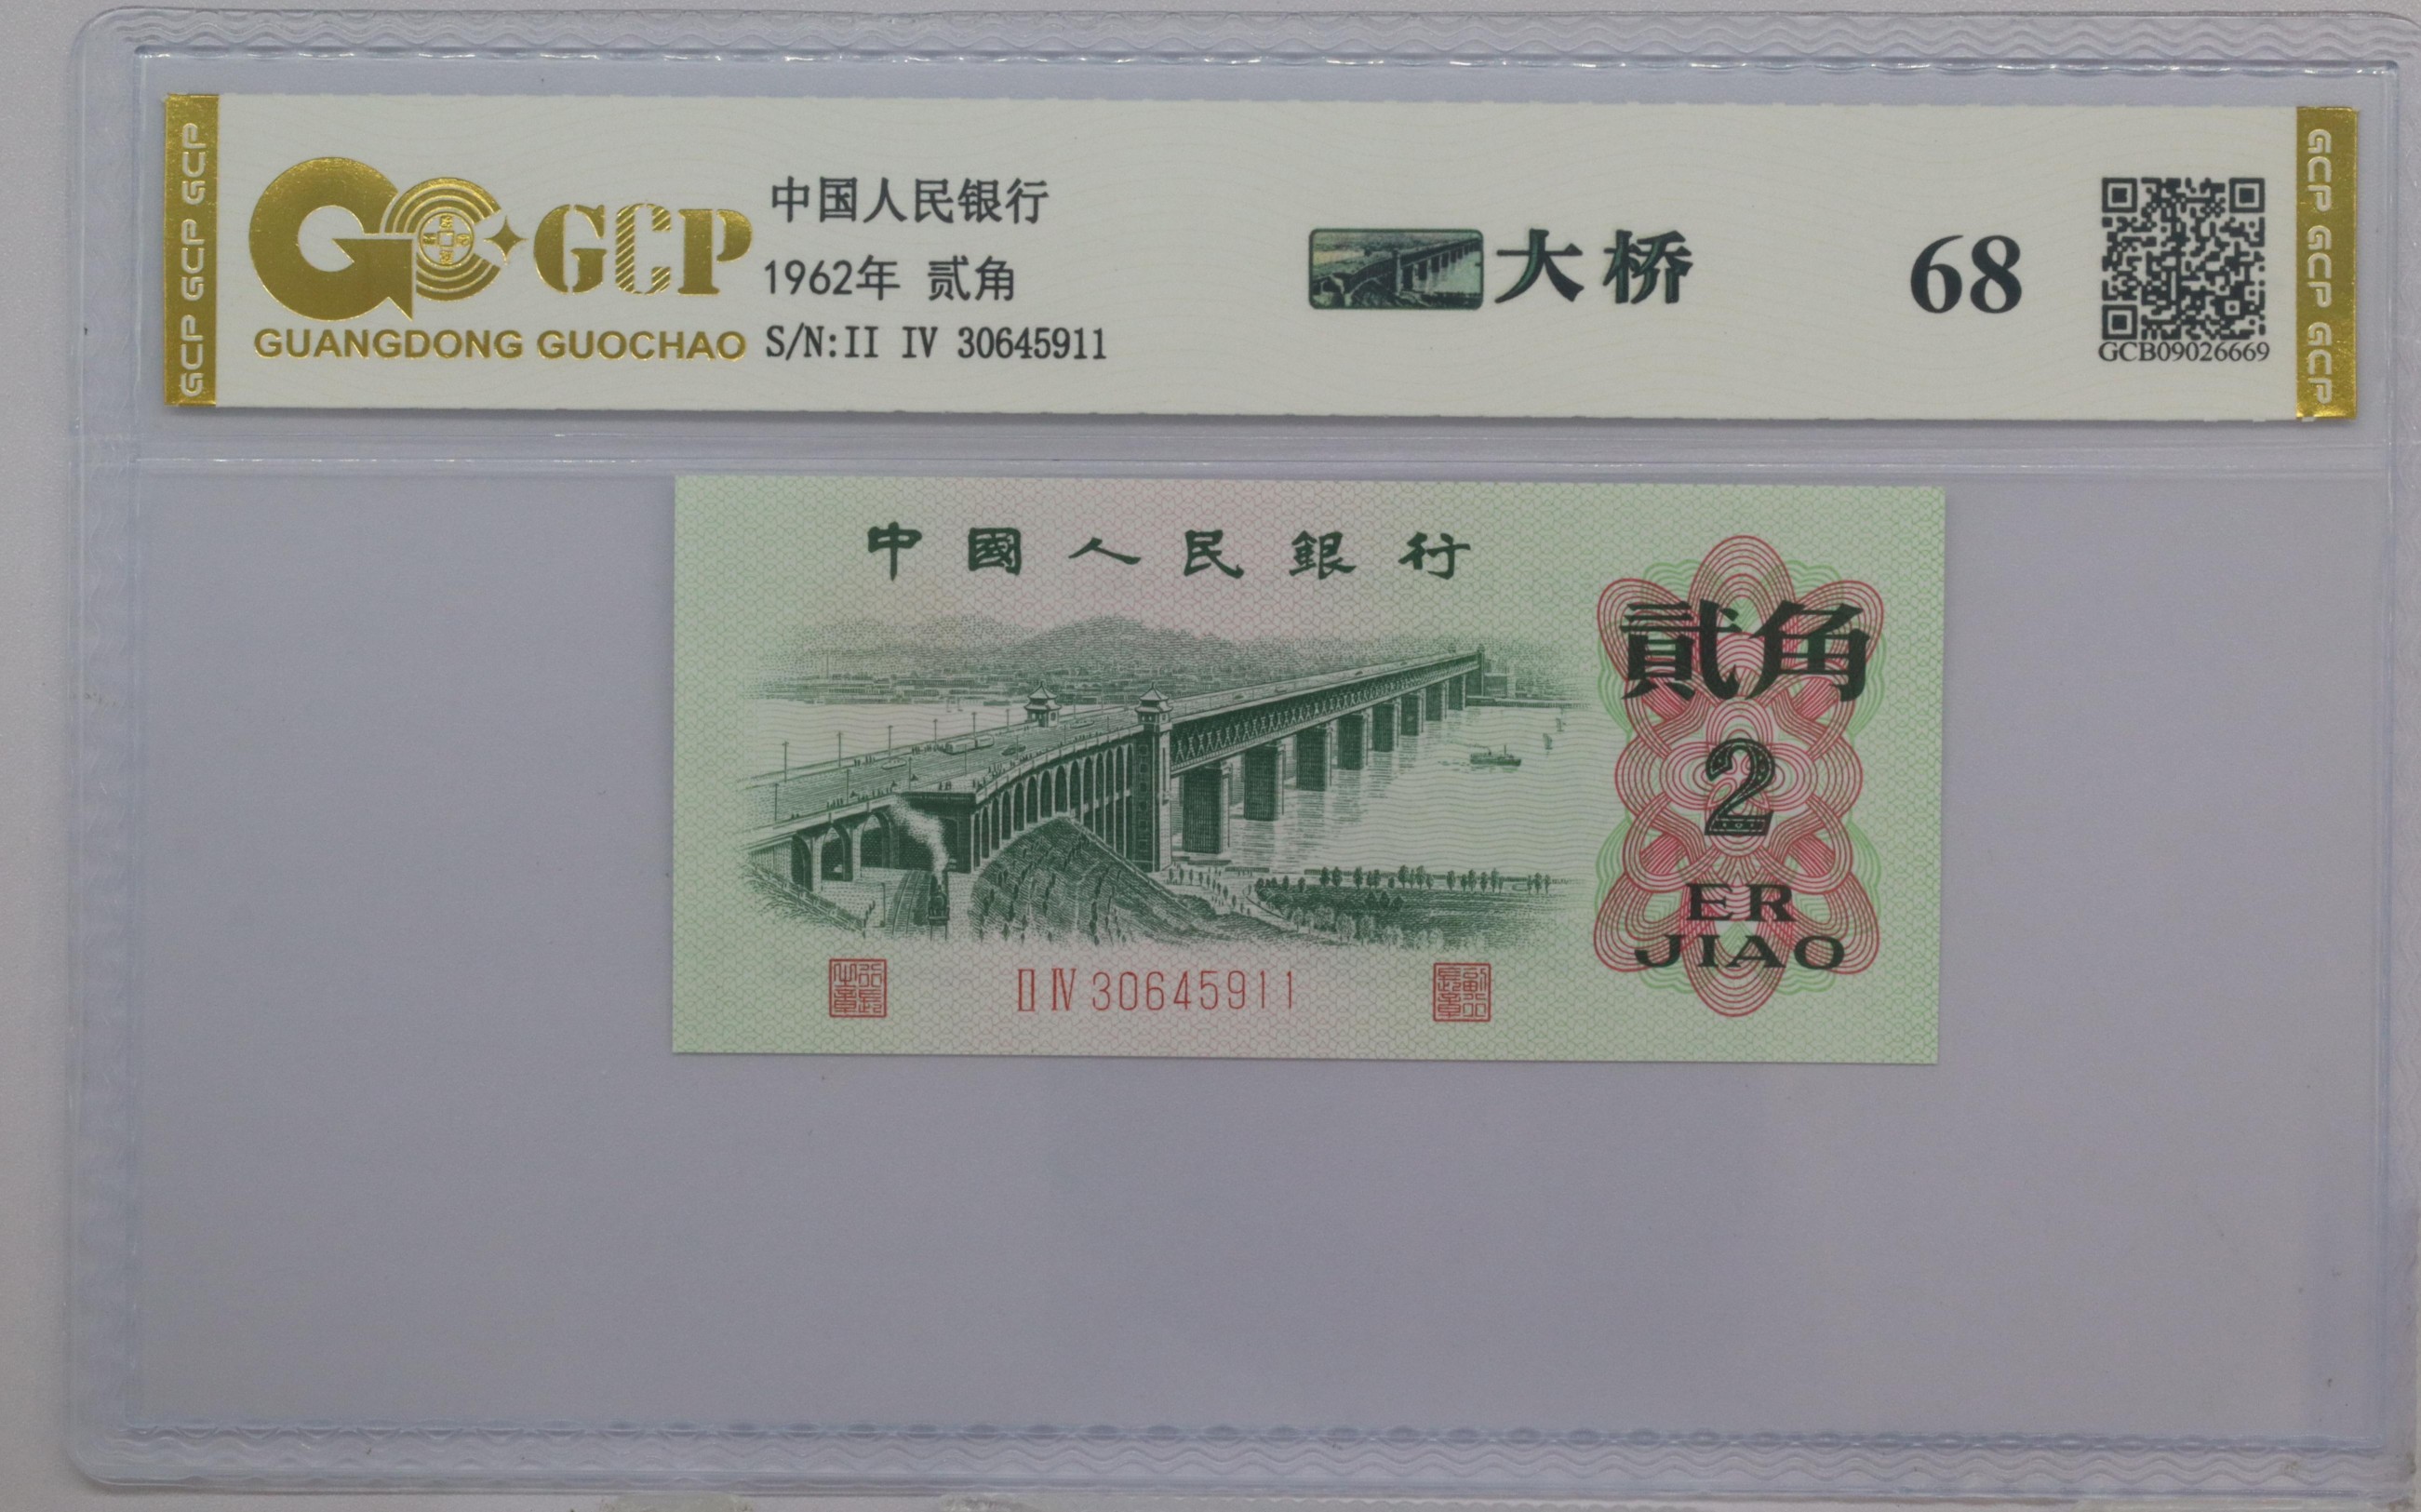 GCP GCP GCP
GCP
GUANGDONG GUOCHAO
中国人民银行
1962年 贰角
S/N:II IV 30645911
大桥
68
GCB09026669
GCP GCP GCP
中國人民銀行
貳角
2
ER
JIAO
II IV 30645911